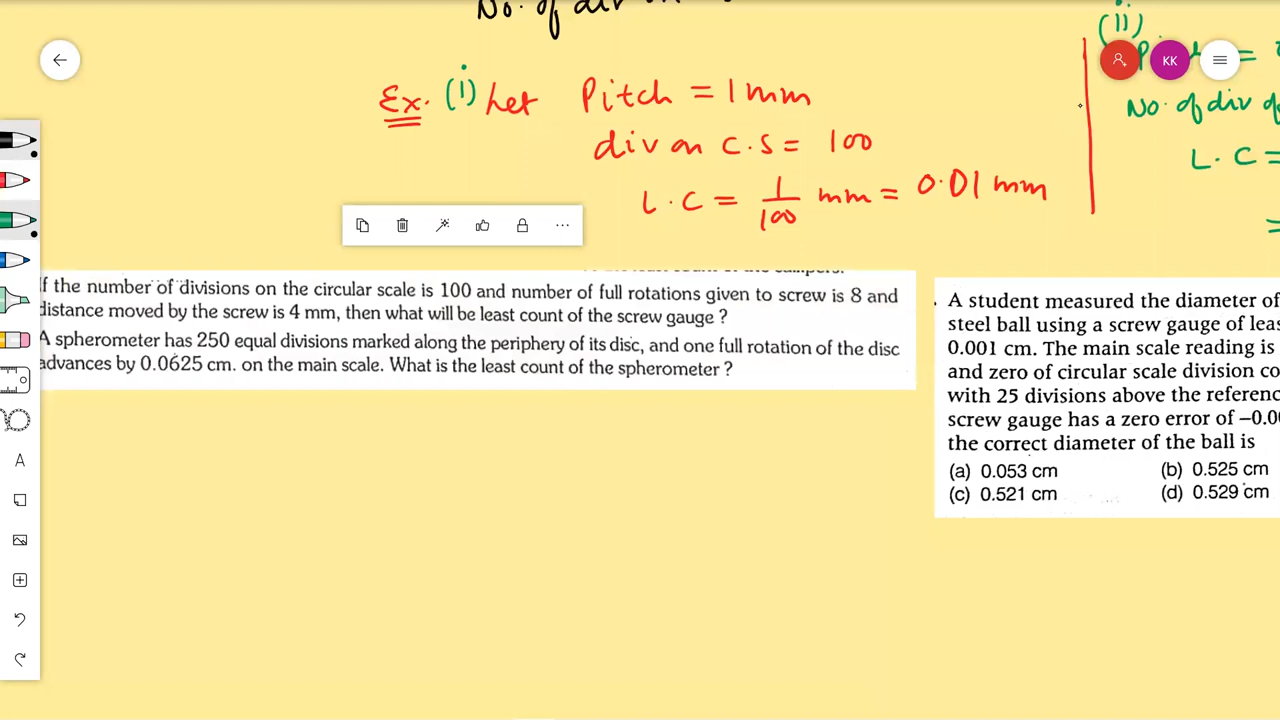 No. of div on
Ex. (i) Let Pitch = 1 mm
div on C.S = 100
L.C = 1/100 mm = 0.01 mm
(ii)
KK
No. of div of
L.C =
=
If the number of divisions on the circular scale is 100 and number of full rotations given to screw is 8 and
distance moved by the screw is 4 mm, then what will be least count of the screw gauge ?
A spherometer has 250 equal divisions marked along the periphery of its disc, and one full rotation of the disc
advances by 0.0625 cm. on the main scale. What is the least count of the spherometer ?
A student measured the diameter of
steel ball using a screw gauge of leas
0.001 cm. The main scale reading is
and zero of circular scale division co
with 25 divisions above the referenc
screw gauge has a zero error of –0.00
the correct diameter of the ball is
(a) 0.053 cm (b) 0.525 cm
(c) 0.521 cm (d) 0.529 cm
A